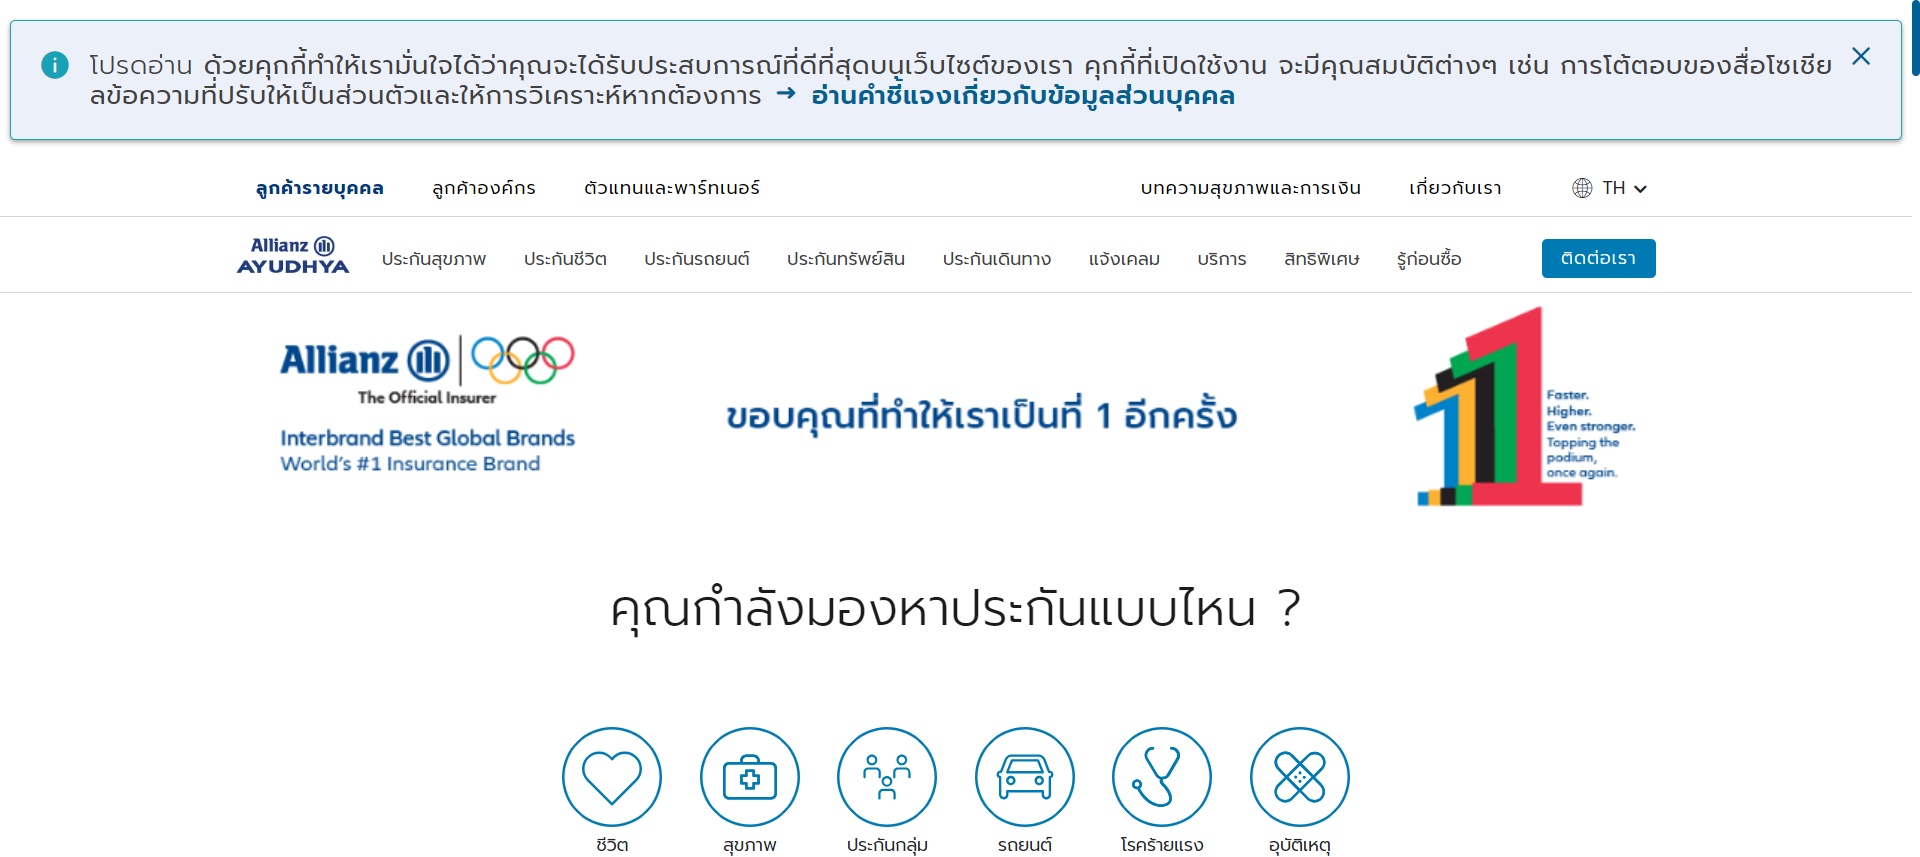 โปรดอ่าน ด้วยคุกกี้ทำให้เรามั่นใจได้ว่าคุณจะได้รับประสบการณ์ที่ดีที่สุดบนเว็บไซต์ของเรา คุกกี้ที่เปิดใช้งาน จะมีคุณสมบัติต่างๆ เช่น การโต้ตอบของสื่อโซเชีย
ลข้อความที่ปรับให้เป็นส่วนตัวและให้การวิเคราะห์หากต้องการ → อ่านคำชี้แจงเกี่ยวกับข้อมูลส่วนบุคคล
ลูกค้ารายบุคคล ลูกค้าองค์กร ตัวแทนและพาร์ทเนอร์ บทความสุขภาพและการเงิน เกี่ยวกับเรา TH
Allianz
AYUDHYA
ประกันสุขภาพ ประกันชีวิต ประกันรถยนต์ ประกันทรัพย์สิน ประกันเดินทาง แจ้งเคลม บริการ สิทธิพิเศษ รู้ก่อนซื้อ ติดต่อเรา
Allianz
The Official Insurer
Interbrand Best Global Brands
World's #1 Insurance Brand
ขอบคุณที่ทำให้เราเป็นที่ 1 อีกครั้ง
Faster.
Higher.
Even stronger.
Topping the
podium,
once again.
คุณกำลังมองหาประกันแบบไหน ?
ชีวิต สุขภาพ ประกันกลุ่ม รถยนต์ โรคร้ายแรง อุบัติเหตุ